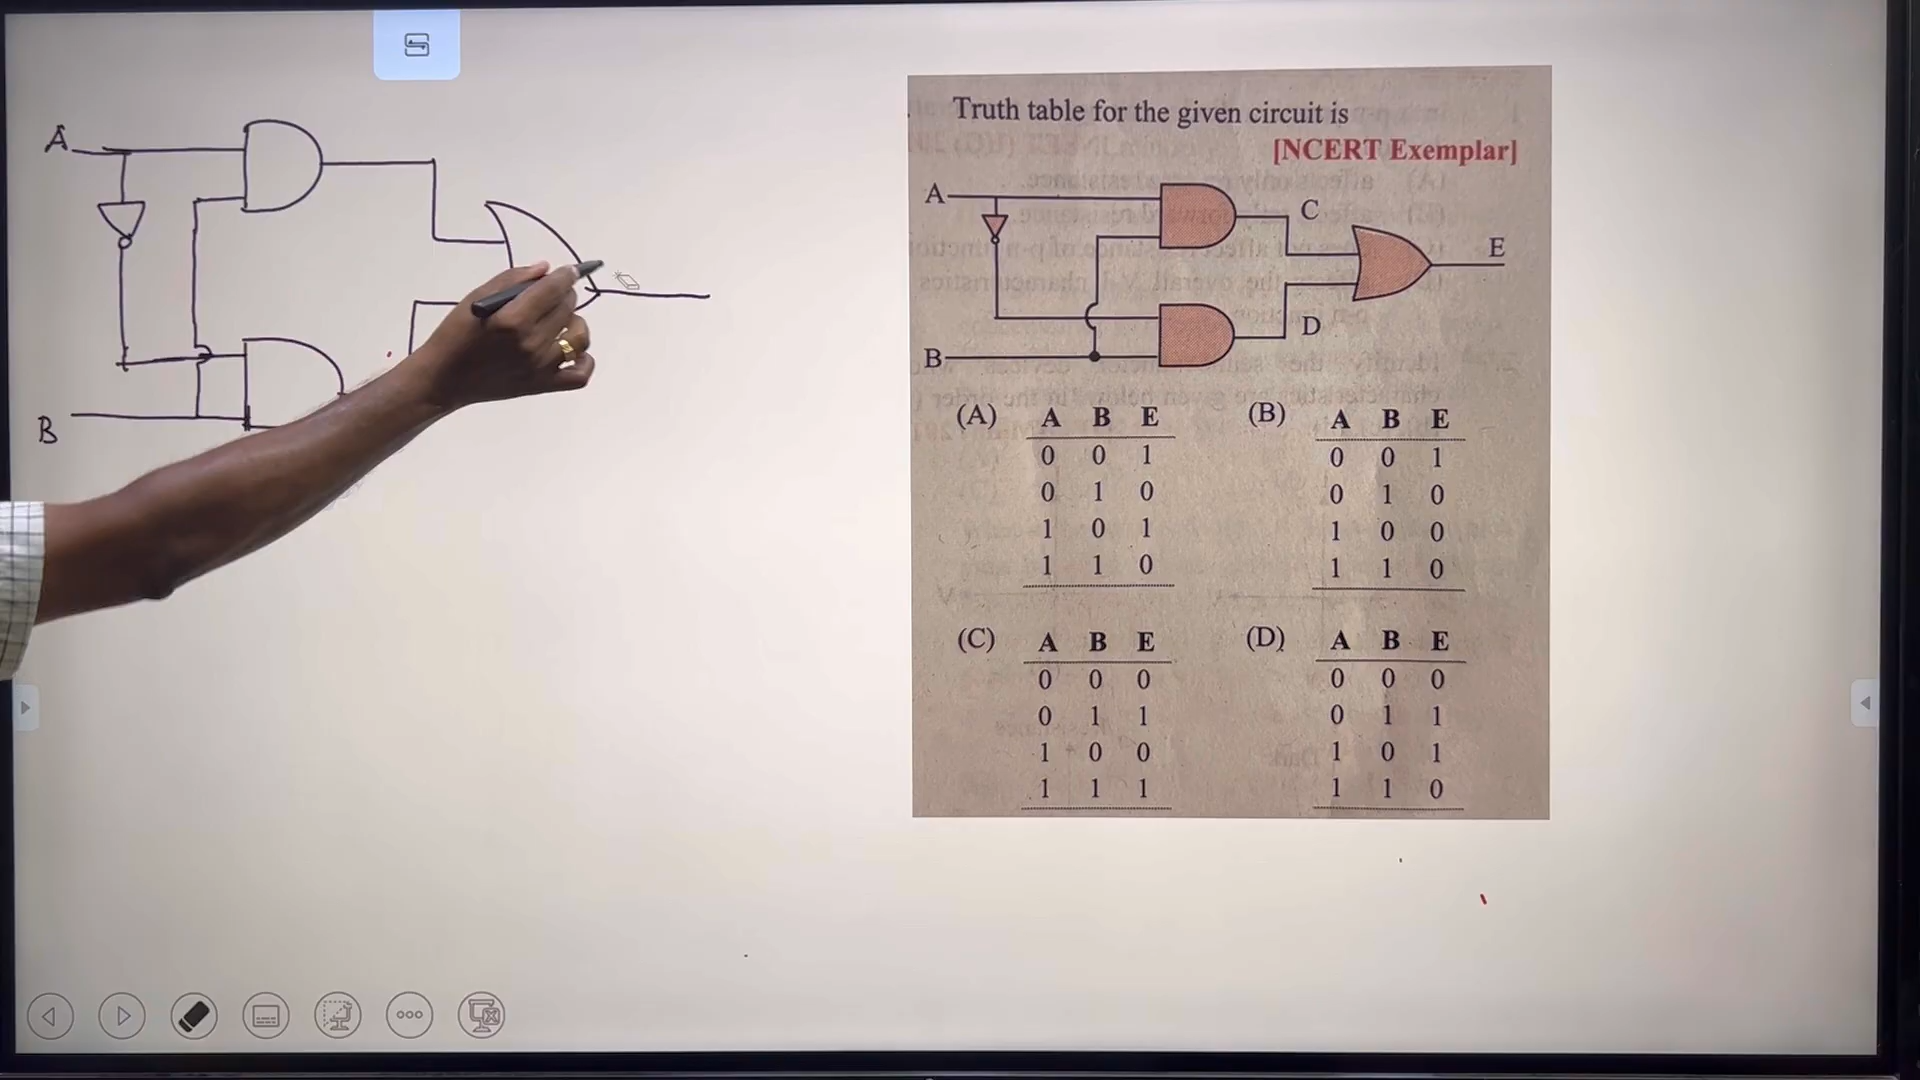 A
B
Truth table for the given circuit is
[NCERT Exemplar]
A
C
E
D
B
(A) A B E
0 0 1
0 1 0
1 0 1
1 1 0
(B) A B E
0 0 1
0 1 0
1 0 0
1 1 0
(C) A B E
0 0 0
0 1 1
1 0 0
1 1 1
(D) A B E
0 0 0
0 1 1
1 0 1
1 1 0